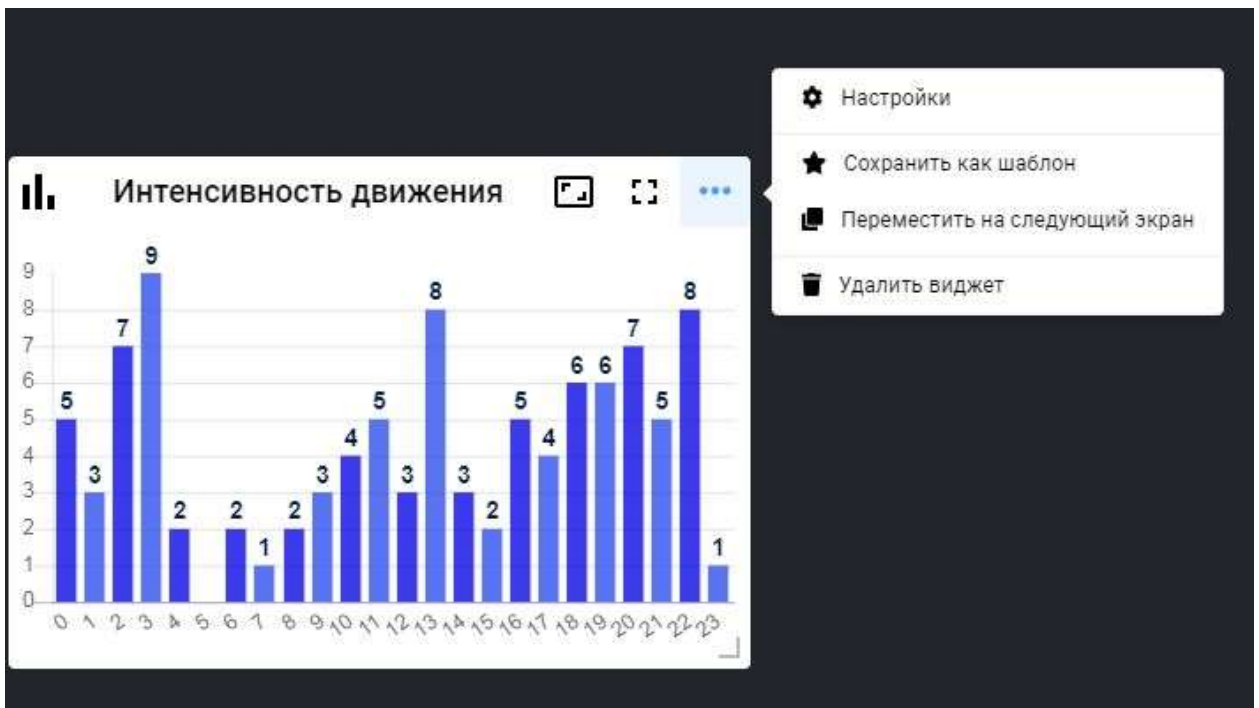 Настройки
Сохранить как шаблон
Переместить на следующий экран
Удалить виджет
Интенсивность движения
9
8
7
6
5
4
3
2
1
0
5 3 7 9 2 2 1 2 3 4 5 3 8 3 2 5 4 6 6 7 5 8 1
0 1 2 3 4 5 6 7 8 9 10 11 12 13 14 15 16 17 18 19 20 21 22 23